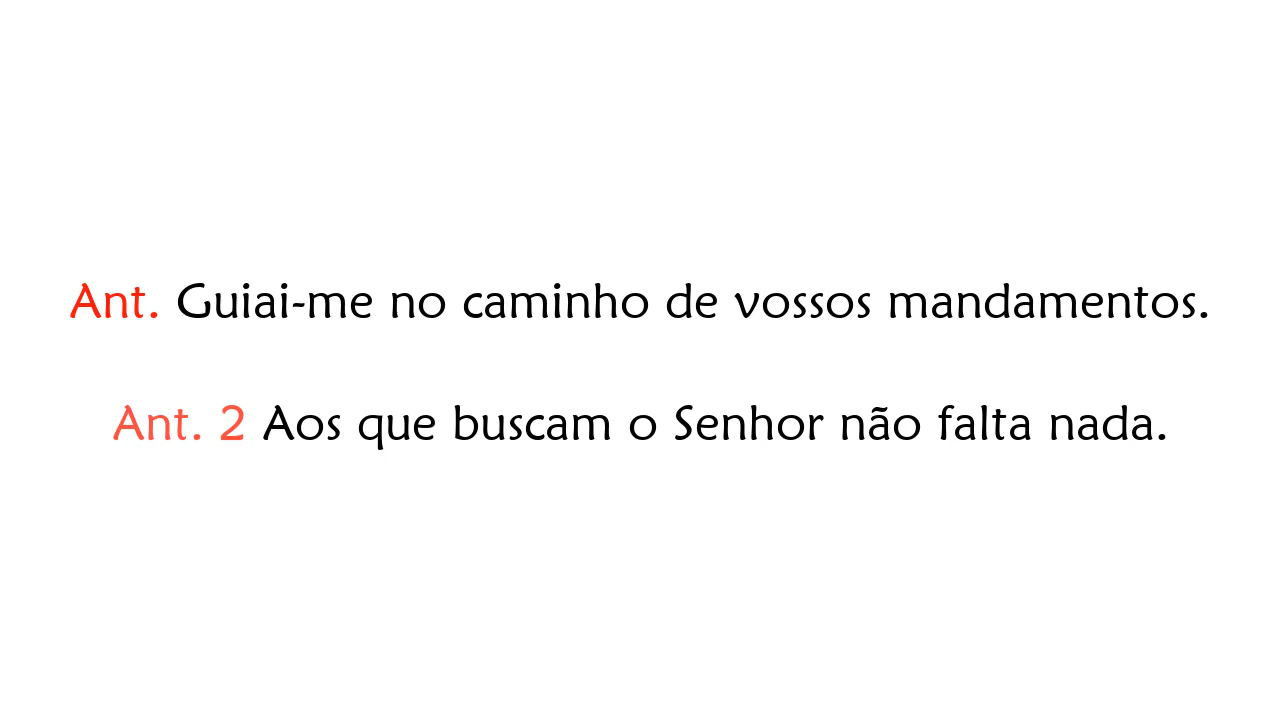 Ant. Guiai-me no caminho de vossos mandamentos.
Ant. 2 Aos que buscam o Senhor não falta nada.